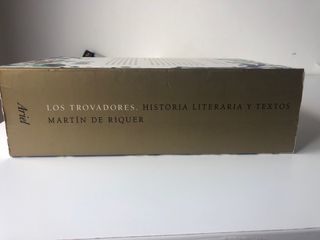 LOS TROVADORES. HISTORIA LITERARIA Y TEXTOS
MARTÍN DE RIQUER
Ariel